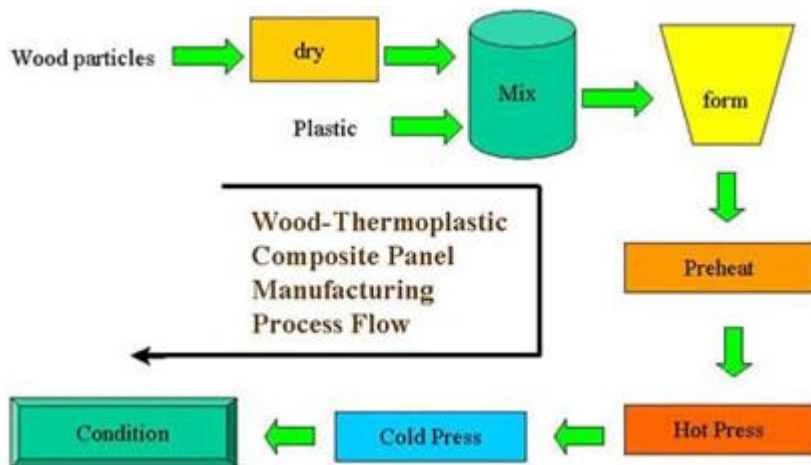 Wood particles
dry
Plastic
Mix
form
Wood-Thermoplastic
Composite Panel
Manufacturing
Process Flow
Preheat
Hot Press
Cold Press
Condition